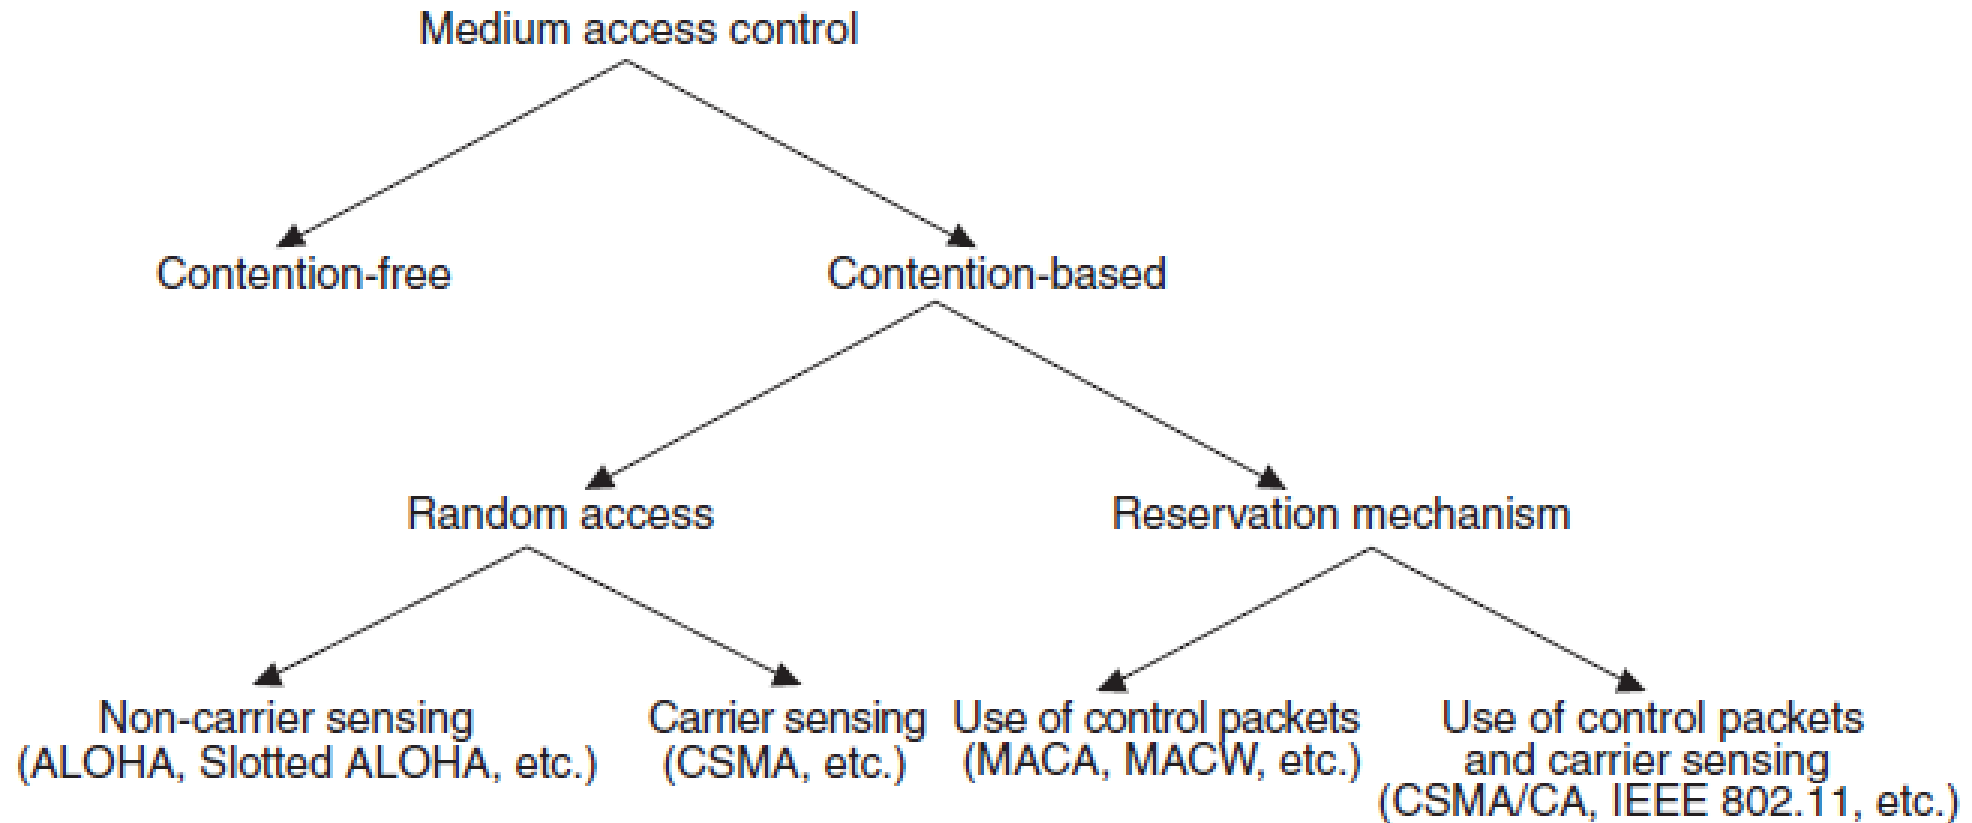 Medium access control
Contention-free
Contention-based
Random access
Reservation mechanism
Non-carrier sensing
(ALOHA, Slotted ALOHA, etc.)
Carrier sensing
(CSMA, etc.)
Use of control packets
(MACA, MACW, etc.)
Use of control packets
and carrier sensing
(CSMA/CA, IEEE 802.11, etc.)